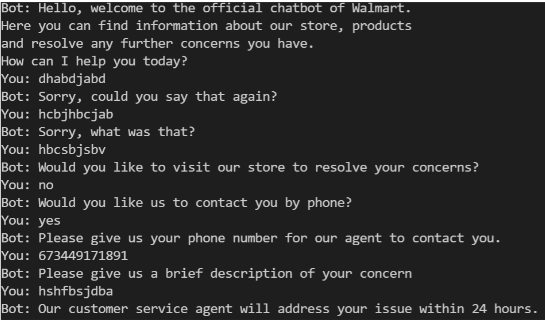 Bot: Hello, welcome to the official chatbot of Walmart.
Here you can find information about our store, products
and resolve any further concerns you have.
How can I help you today?
You: dhabdjabd
Bot: Sorry, could you say that again?
You: hcbjhbcjab
Bot: Sorry, what was that?
You: hbcsbjsbv
Bot: Would you like to visit our store to resolve your concerns?
You: no
Bot: Would you like us to contact you by phone?
You: yes
Bot: Please give us your phone number for our agent to contact you.
You: 673449171891
Bot: Please give us a brief description of your concern
You: hshfbsjdba
Bot: Our customer service agent will address your issue within 24 hours.